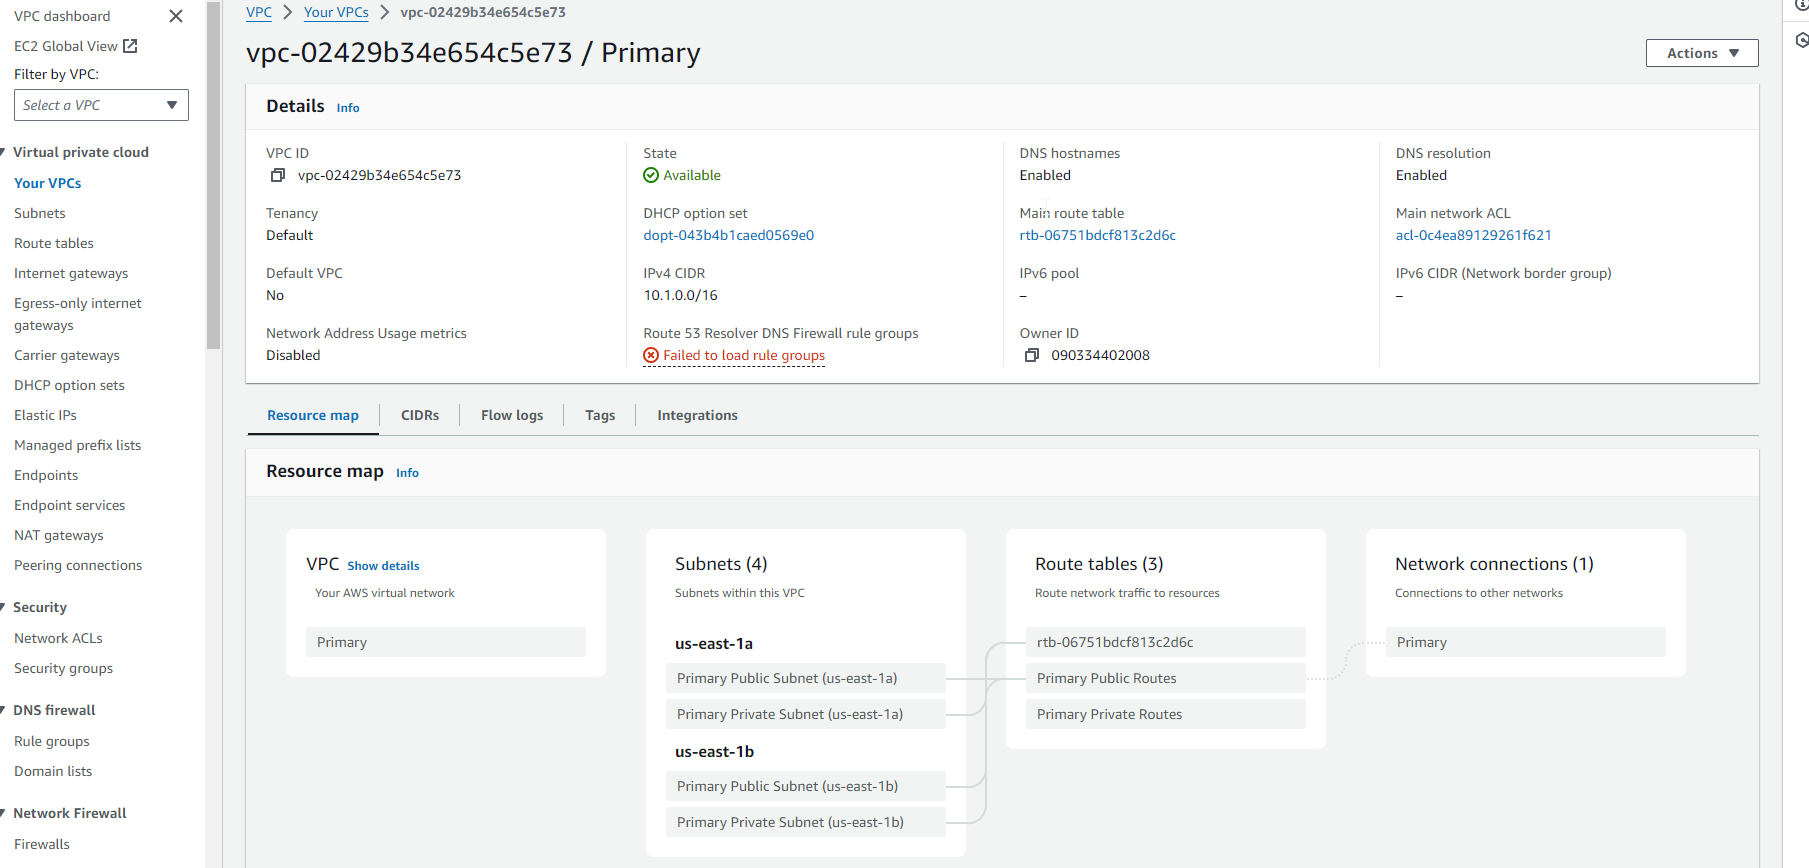 VPC dashboard
EC2 Global View
Filter by VPC:
Select a VPC
Virtual private cloud
Your VPCs
Subnets
Route tables
Internet gateways
Egress-only internet
gateways
Carrier gateways
DHCP option sets
Elastic IPs
Managed prefix lists
Endpoints
Endpoint services
NAT gateways
Peering connections
Security
Network ACLs
Security groups
DNS firewall
Rule groups
Domain lists
Network Firewall
Firewalls
VPC > Your VPCs > vpc-02429b34e654c5e73
vpc-02429b34e654c5e73 / Primary
Actions
Details Info
VPC ID
vpc-02429b34e654c5e73
State
Available
DNS hostnames
Enabled
DNS resolution
Enabled
Tenancy
Default
DHCP option set
dopt-043b4b1caed0569e0
Main route table
rtb-06751bdcf813c2d6c
Main network ACL
acl-0c4ea89129261f621
Default VPC
No
IPv4 CIDR
10.1.0.0/16
IPv6 pool
–
IPv6 CIDR (Network border group)
–
Network Address Usage metrics
Disabled
Route 53 Resolver DNS Firewall rule groups
Failed to load rule groups
Owner ID
090334402008
Resource map
CIDRs
Flow logs
Tags
Integrations
Resource map Info
VPC Show details
Your AWS virtual network
Primary
Subnets (4)
Subnets within this VPC
us-east-1a
Primary Public Subnet (us-east-1a)
Primary Private Subnet (us-east-1a)
us-east-1b
Primary Public Subnet (us-east-1b)
Primary Private Subnet (us-east-1b)
Route tables (3)
Route network traffic to resources
rtb-06751bdcf813c2d6c
Primary Public Routes
Primary Private Routes
Network connections (1)
Connections to other networks
Primary